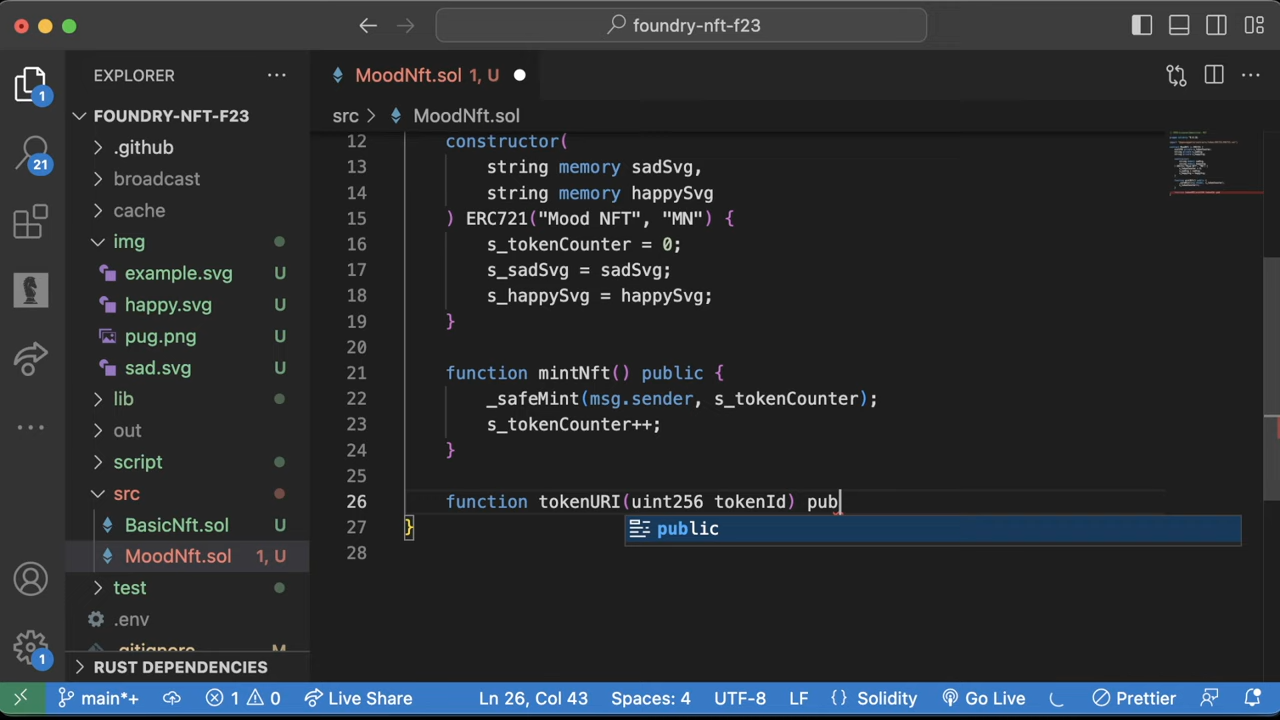 foundry-nft-f23
EXPLORER
MoodNft.sol 1, U
1
FOUNDRY-NFT-F23
src > MoodNft.sol
.github
21
broadcast
cache
img
example.svg U
happy.svg U
pug.png U
sad.svg U
lib
out
script
src
BasicNft.sol U
MoodNft.sol 1, U
test
.env
.gitignore M
RUST DEPENDENCIES
1
12 constructor(
13 string memory sadSvg,
14 string memory happySvg
15 ) ERC721("Mood NFT", "MN") {
16 s_tokenCounter = 0;
17 s_sadSvg = sadSvg;
18 s_happySvg = happySvg;
19 }
20
21 function mintNft() public {
22 _safeMint(msg.sender, s_tokenCounter);
23 s_tokenCounter++;
24 }
25
26 function tokenURI(uint256 tokenId) pub
27 }
public
28
main*+ 1 0 Live Share Ln 26, Col 43 Spaces: 4 UTF-8 LF {} Solidity Go Live Prettier